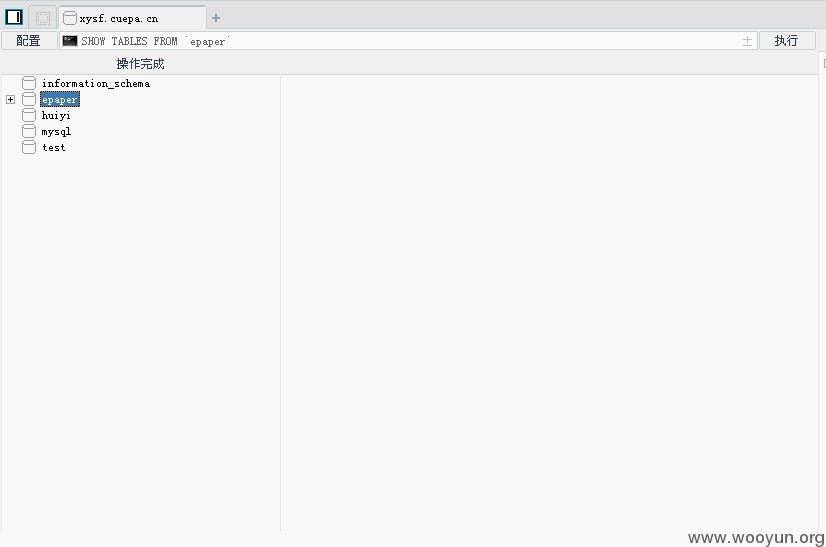 xysf.cuepa.cn
配置 SHOW TABLES FROM `epaper` 执行
操作完成
information_schema
epaper
huiyi
mysql
test
www.wooyun.org